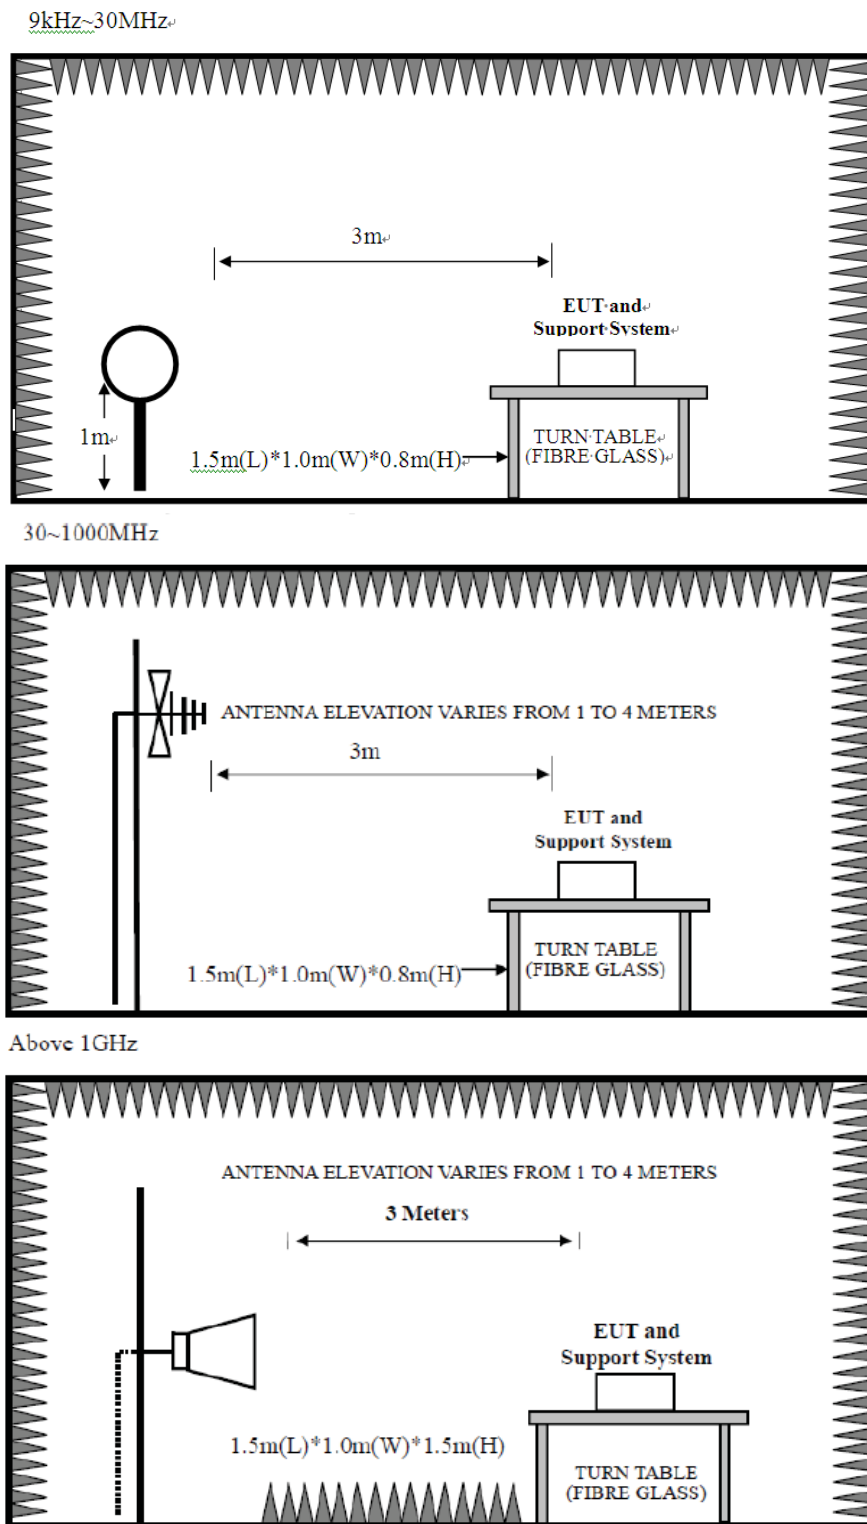 9kHz~30MHz
3m
EUT and
Support System
1m
TURN TABLE
1.5m(L)*1.0m(W)*0.8m(H)
(FIBRE GLASS)
30~1000MHz
ANTENNA ELEVATION VARIES FROM 1 TO 4 METERS
3m
EUT and
Support System
TURN TABLE
1.5m(L)*1.0m(W)*0.8m(H)
(FIBRE GLASS)
Above 1GHz
ANTENNA ELEVATION VARIES FROM 1 TO 4 METERS
3 Meters
EUT and
Support System
1.5m(L)*1.0m(W)*1.5m(H)
TURN TABLE
(FIBRE GLASS)